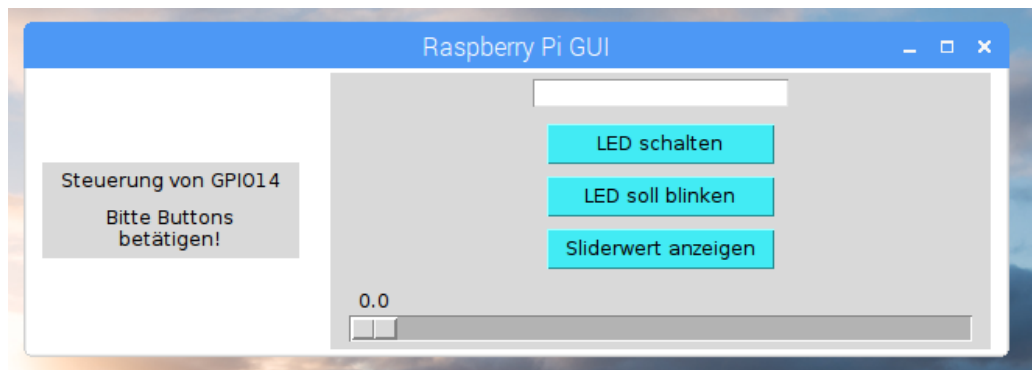 Raspberry Pi GUI
Steuerung von GPIO14
Bitte Buttons
betätigen!
LED schalten
LED soll blinken
Sliderwert anzeigen
0.0